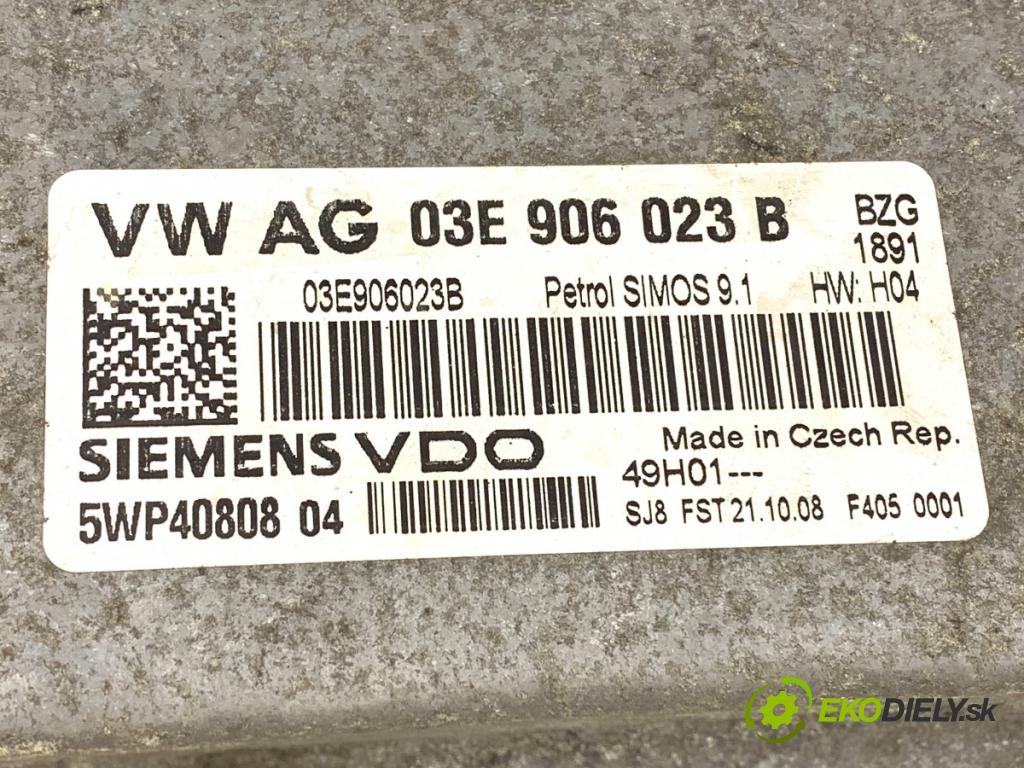 VW AG 03E 906 023 B BZG
1891
03E906023B Petrol SIMOS 9.1 HW: H04
SIEMENS VDO Made in Czech Rep.
49H01---
5WP40808 04 SJ8 FST 21.10.08 F405 0001
EKODIELY.sk